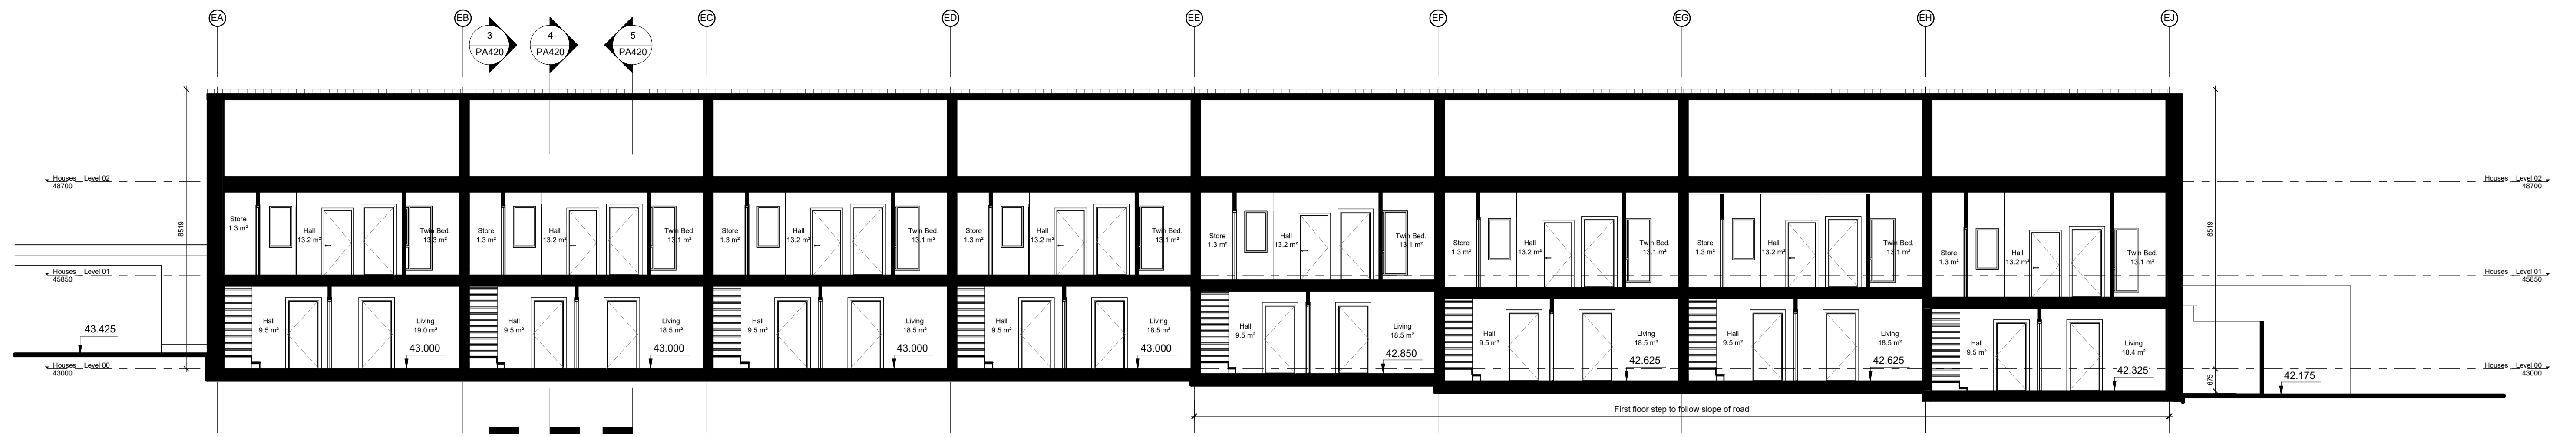 EA
EB
EC
ED
EE
EF
EG
EH
EJ
3
PA420
4
PA420
5
PA420
Houses _ Level 02
48700
Houses _ Level 02
48700
8519
8519
Store
1.3 m²
Hall
13.2 m²
Twin Bed.
13.3 m²
Store
1.3 m²
Hall
13.2 m²
Twin Bed.
13.1 m²
Store
1.3 m²
Hall
13.2 m²
Twin Bed.
13.1 m²
Store
1.3 m²
Hall
13.2 m²
Twin Bed.
13.1 m²
Store
1.3 m²
Hall
13.2 m²
Twin Bed.
13.1 m²
Store
1.3 m²
Hall
13.2 m²
Twin Bed.
13.1 m²
Store
1.3 m²
Hall
13.2 m²
Twin Bed.
13.1 m²
Store
1.3 m²
Hall
13.2 m²
Twin Bed.
13.1 m²
Houses _ Level 01
45850
Houses _ Level 01
45850
Hall
9.5 m²
Living
19.0 m²
Hall
9.5 m²
Living
18.5 m²
Hall
9.5 m²
Living
18.5 m²
Hall
9.5 m²
Living
18.5 m²
Hall
9.5 m²
Living
18.5 m²
Hall
9.5 m²
Living
18.5 m²
Hall
9.5 m²
Living
18.5 m²
Hall
9.5 m²
Living
18.4 m²
43.425
43.000
43.000
43.000
43.000
42.850
42.625
42.625
42.325
42.175
Houses _ Level 00
43000
Houses _ Level 00
43000
675
First floor step to follow slope of road